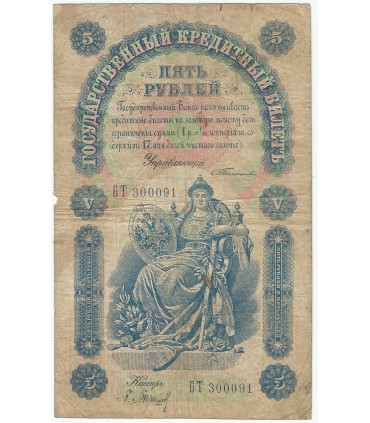 5 5
ГОСУДАРСТВЕННЫЙ КРЕДИТНЫЙ БИЛЕТЪ
ПЯТЬ
РУБЛЕЙ
Государственный Банкъ размѣниваетъ
кредитные билеты на золотую монету безъ
ограниченія суммы (1 р. = 1/15 имперіала, со-
держитъ 17,424 долей чистаго золота)
Управляющій
БТ 300091
V V
5 5
Кассиръ
БТ 300091